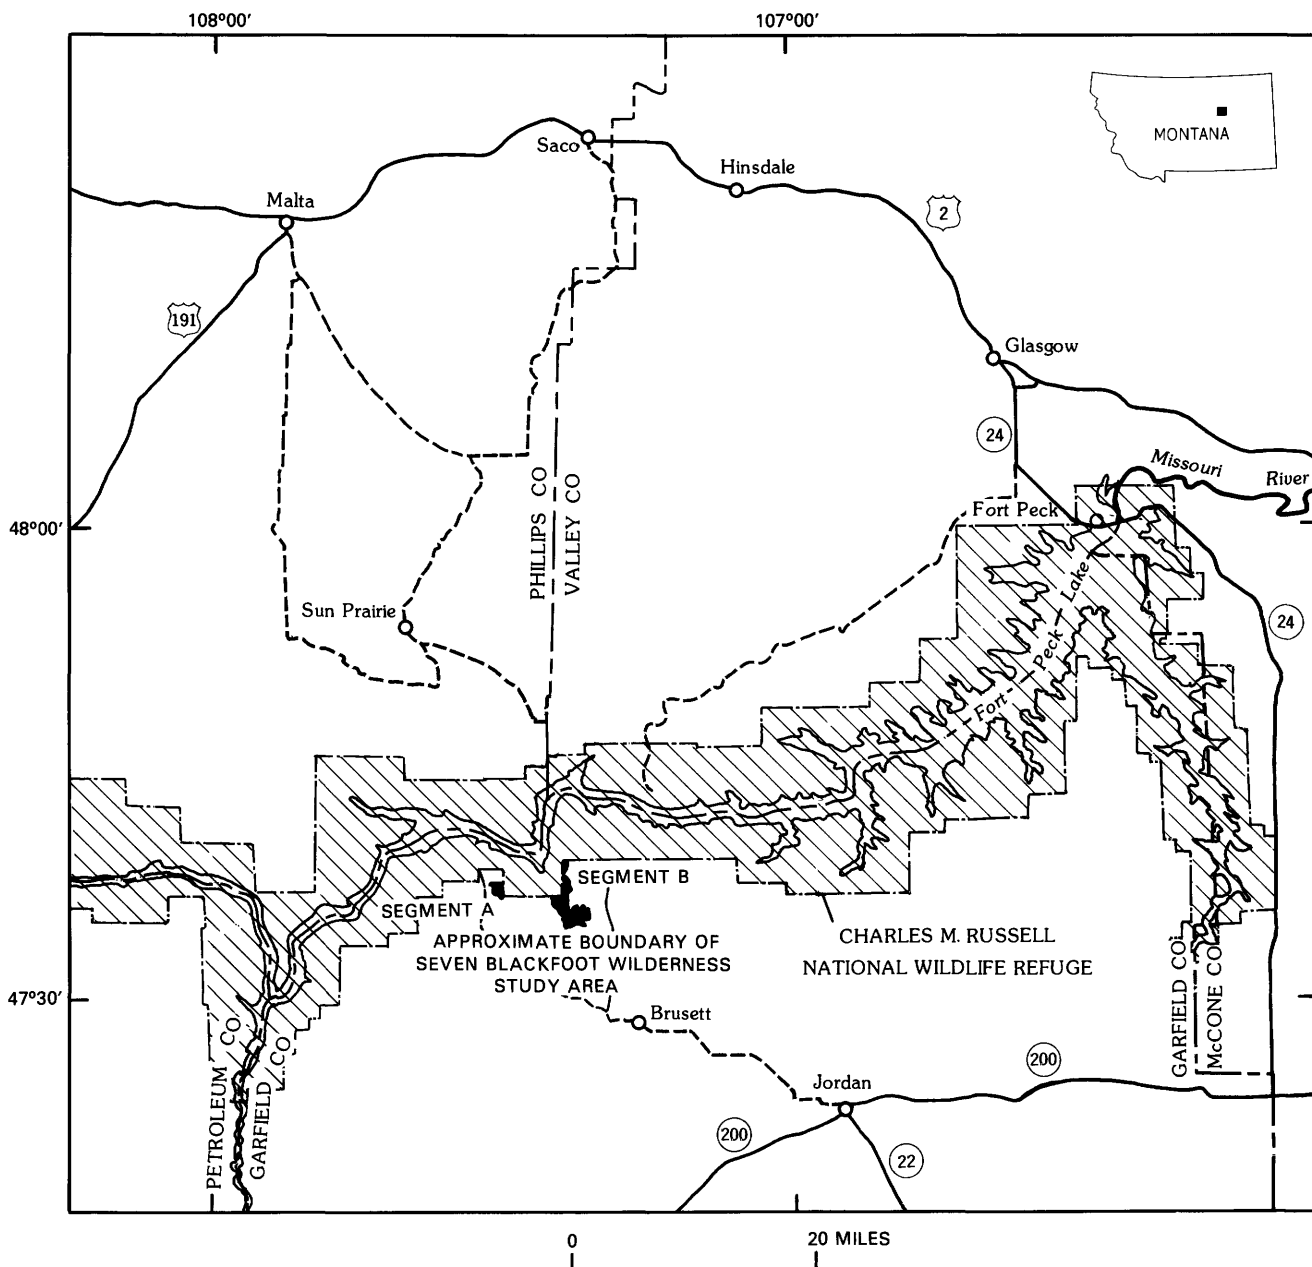 108°00'
107°00'
MONTANA
Saco
Hinsdale
Malta
2
191
Glasgow
24
Missouri
River
48°00'
Fort Peck
PHILLIPS CO
VALLEY CO
Fort Peck Lake
Sun Prairie
24
SEGMENT B
SEGMENT A
APPROXIMATE BOUNDARY OF
SEVEN BLACKFOOT WILDERNESS
STUDY AREA
CHARLES M. RUSSELL
NATIONAL WILDLIFE REFUGE
47°30'
Brusett
PETROLEUM CO
GARFIELD CO
GARFIELD CO
McCONE CO
200
Jordan
200
22
0
20 MILES